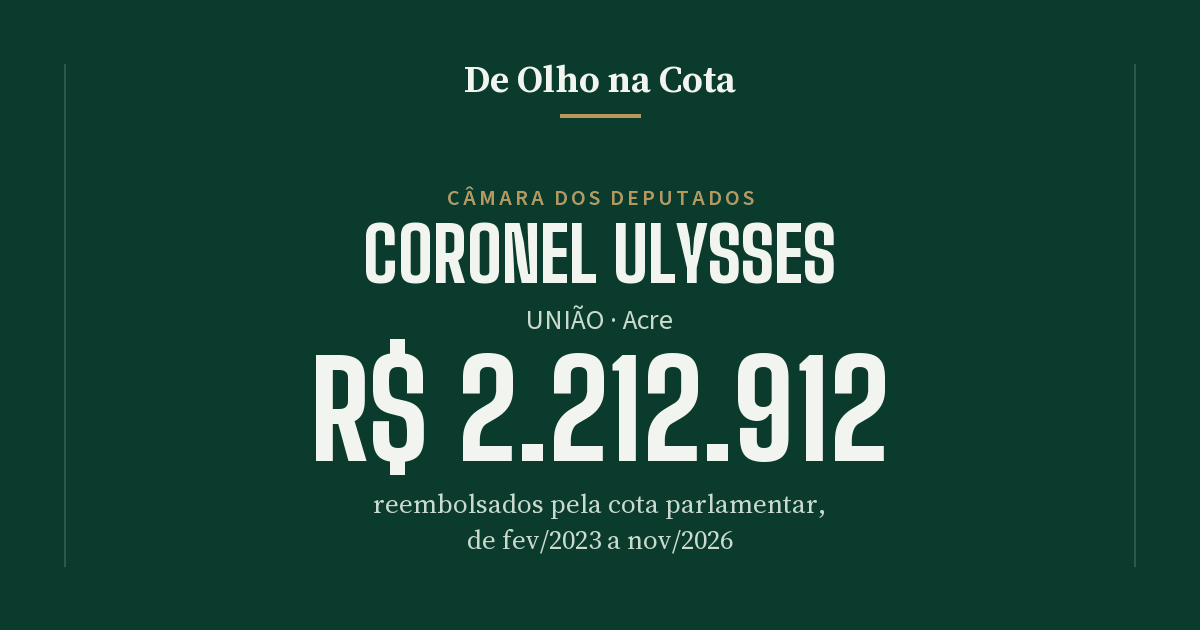 De Olho na Cota
CÂMARA DOS DEPUTADOS
CORONEL ULYSSES
UNIÃO · Acre
R$ 2.212.912
reembolsados pela cota parlamentar,
de fev/2023 a nov/2026